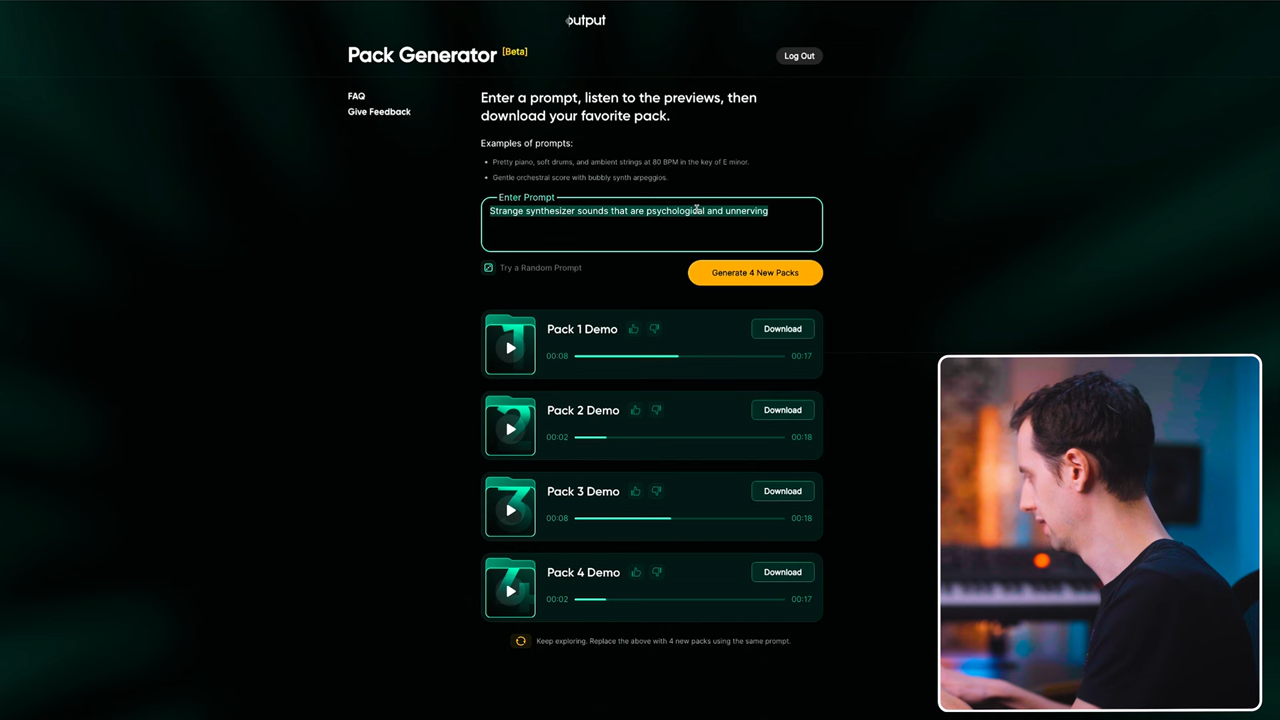 output
Pack Generator [Beta]
Log Out
FAQ
Give Feedback
Enter a prompt, listen to the previews, then
download your favorite pack.
Examples of prompts:
Pretty piano, soft drums, and ambient strings at 80 BPM in the key of E minor.
Gentle orchestral score with bubbly synth arpeggios.
Enter Prompt
Strange synthesizer sounds that are psychological and unnerving
Try a Random Prompt
Generate 4 New Packs
1
Pack 1 Demo
Download
00:08
00:17
2
Pack 2 Demo
Download
00:02
00:18
3
Pack 3 Demo
Download
00:08
00:18
4
Pack 4 Demo
Download
00:02
00:17
Keep exploring. Replace the above with 4 new packs using the same prompt.